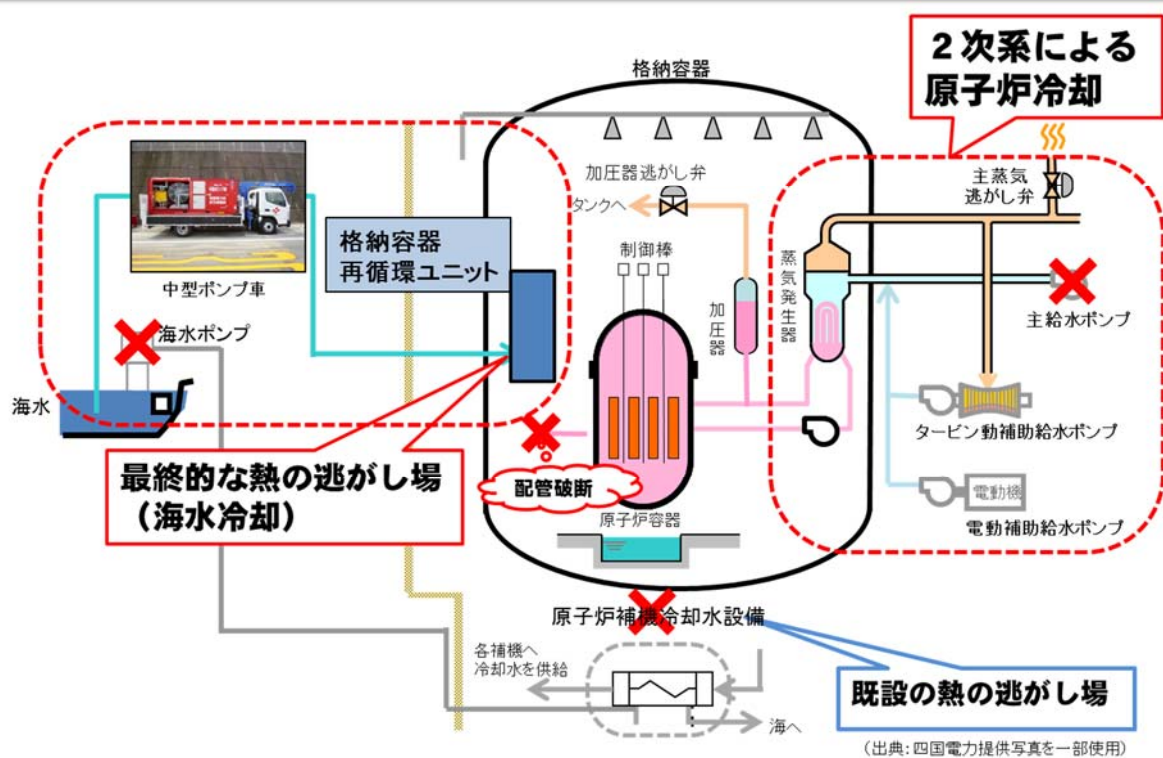 2次系による
原子炉冷却
格納容器
主蒸気
逃がし弁
加圧器逃がし弁
タンクへ
制御棒
格納容器
再循環ユニット
中型ポンプ車
加圧器
蒸気発生器
主給水ポンプ
海水ポンプ
海水
タービン動補助給水ポンプ
最終的な熱の逃がし場
（海水冷却）
配管破断
電動機
原子炉容器
電動補助給水ポンプ
原子炉補機冷却水設備
各補機へ
冷却水を供給
既設の熱の逃がし場
海へ
（出典：四国電力提供写真を一部使用）